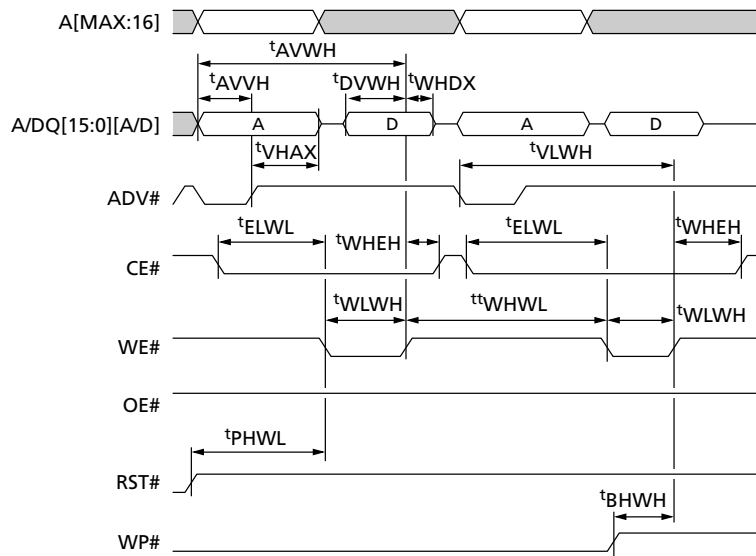 A[MAX:16]
tAVWH
tAVVH
tDVWH
tWHDX
A/DQ[15:0][A/D]
A
D
A
D
tVHAX
tVLWH
ADV#
tELWL
tWHEH
tELWL
tWHEH
CE#
tWLWH
ttWHWL
tWLWH
WE#
OE#
tPHWL
RST#
tBHWH
WP#